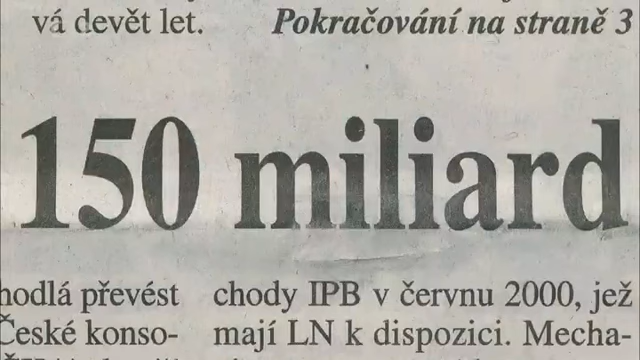 vá devět let.
Pokračování na straně 3
150 miliard
hodlá převést
České konso-
chody IPB v červnu 2000, jež
mají LN k dispozici. Mecha-